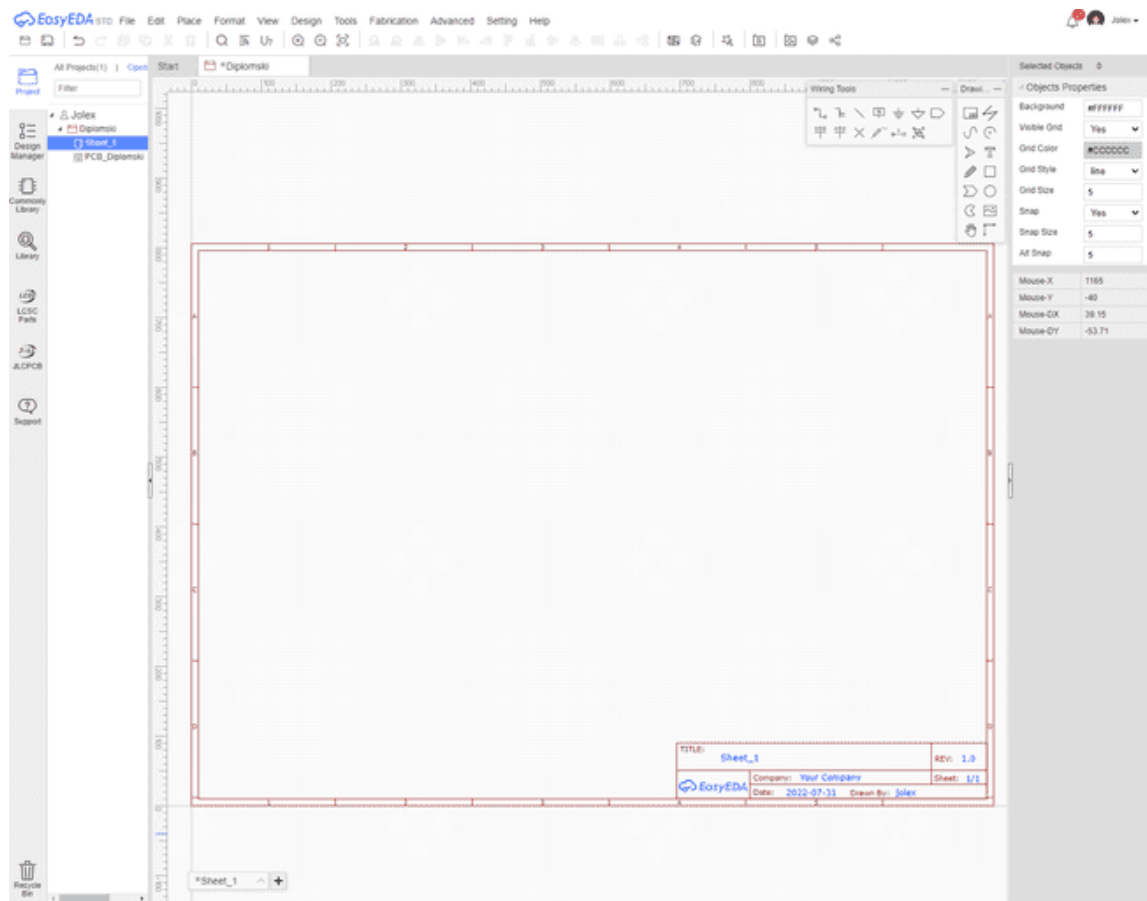 EasyEDA STD File Edit Place Format View Design Tools Fabrication Advanced Setting Help
Jolex
All Projects(1) | Open
Start
*Diplomski
Filter
Project
Design Manager
Commonly Library
Library
LCSC Parts
JLCPCB
Support
Recycle Bin
Jolex
Diplomski
Sheet_1
PCB_Diplomski
Wiring Tools
Drawi...
Selected Objects 0
Objects Properties
Background #FFFFFF
Visible Grid Yes
Grid Color #CCCCCC
Grid Style line
Grid Size 5
Snap Yes
Snap Size 5
Alt Snap 5
Mouse-X 1165
Mouse-Y -40
Mouse-DX 39.15
Mouse-DY -53.71
TITLE:
Sheet_1
REV: 1.0
EasyEDA
Company: Your Company
Sheet: 1/1
Date: 2022-07-31 Drawn By: Jolex
*Sheet_1